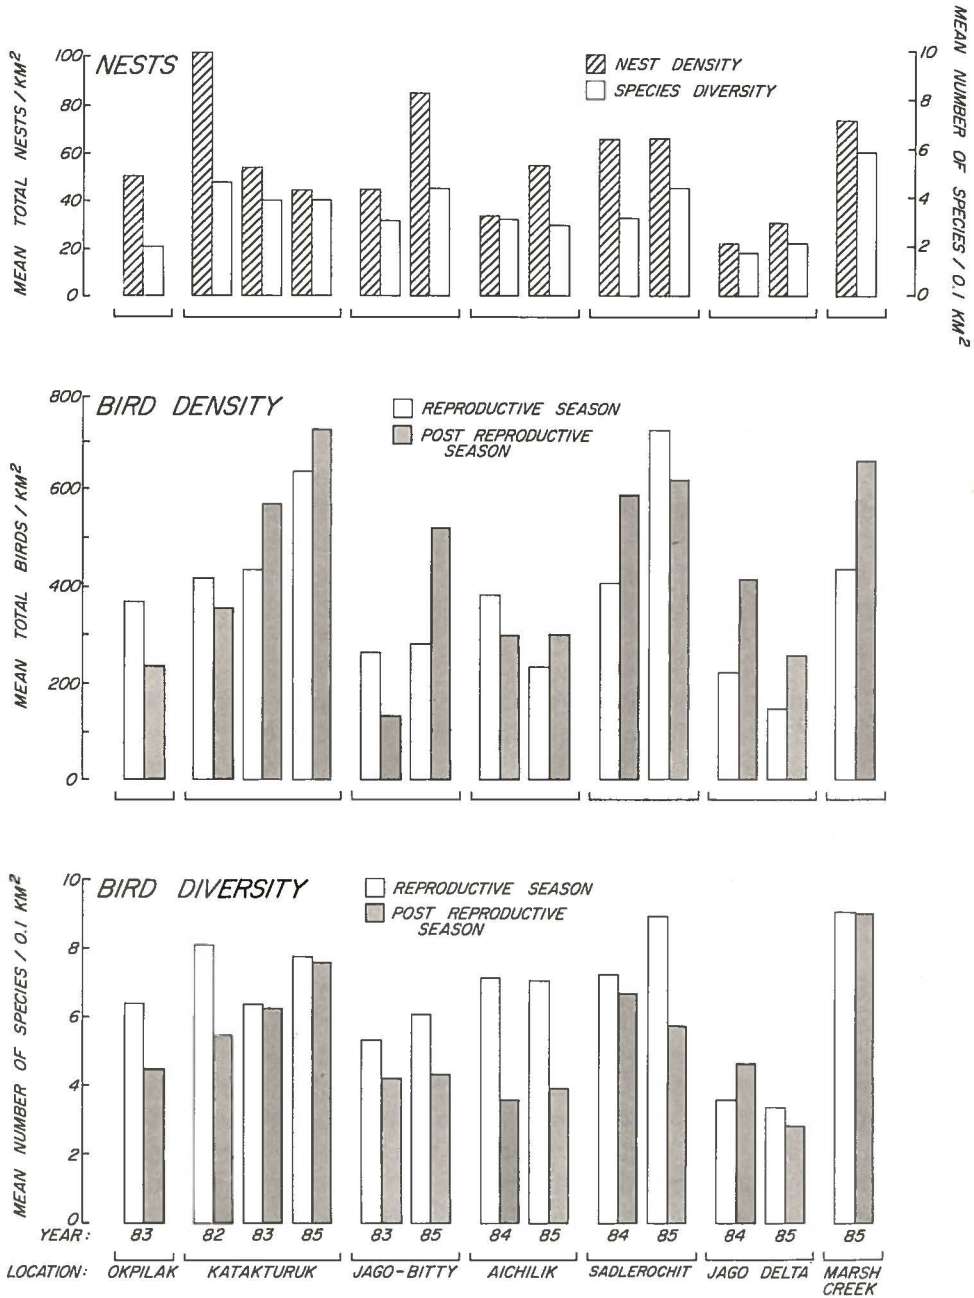 NESTS
NEST DENSITY
SPECIES DIVERSITY
MEAN TOTAL NESTS / KM²
100
80
60
40
20
0
10
8
6
4
2
0
MEAN NUMBER OF SPECIES / 0.1 KM²
BIRD DENSITY
REPRODUCTIVE SEASON
POST REPRODUCTIVE
SEASON
MEAN TOTAL BIRDS / KM²
800
600
400
200
0
BIRD DIVERSITY
REPRODUCTIVE SEASON
POST REPRODUCTIVE
SEASON
MEAN NUMBER OF SPECIES / 0.1 KM²
10
8
6
4
2
0
YEAR: 83 82 83 85 83 85 84 85 84 85 84 85 85
LOCATION: OKPILAK KATAKTURUK JAGO-BITTY AICHILIK SADLEROCHIT JAGO DELTA MARSH
CREEK